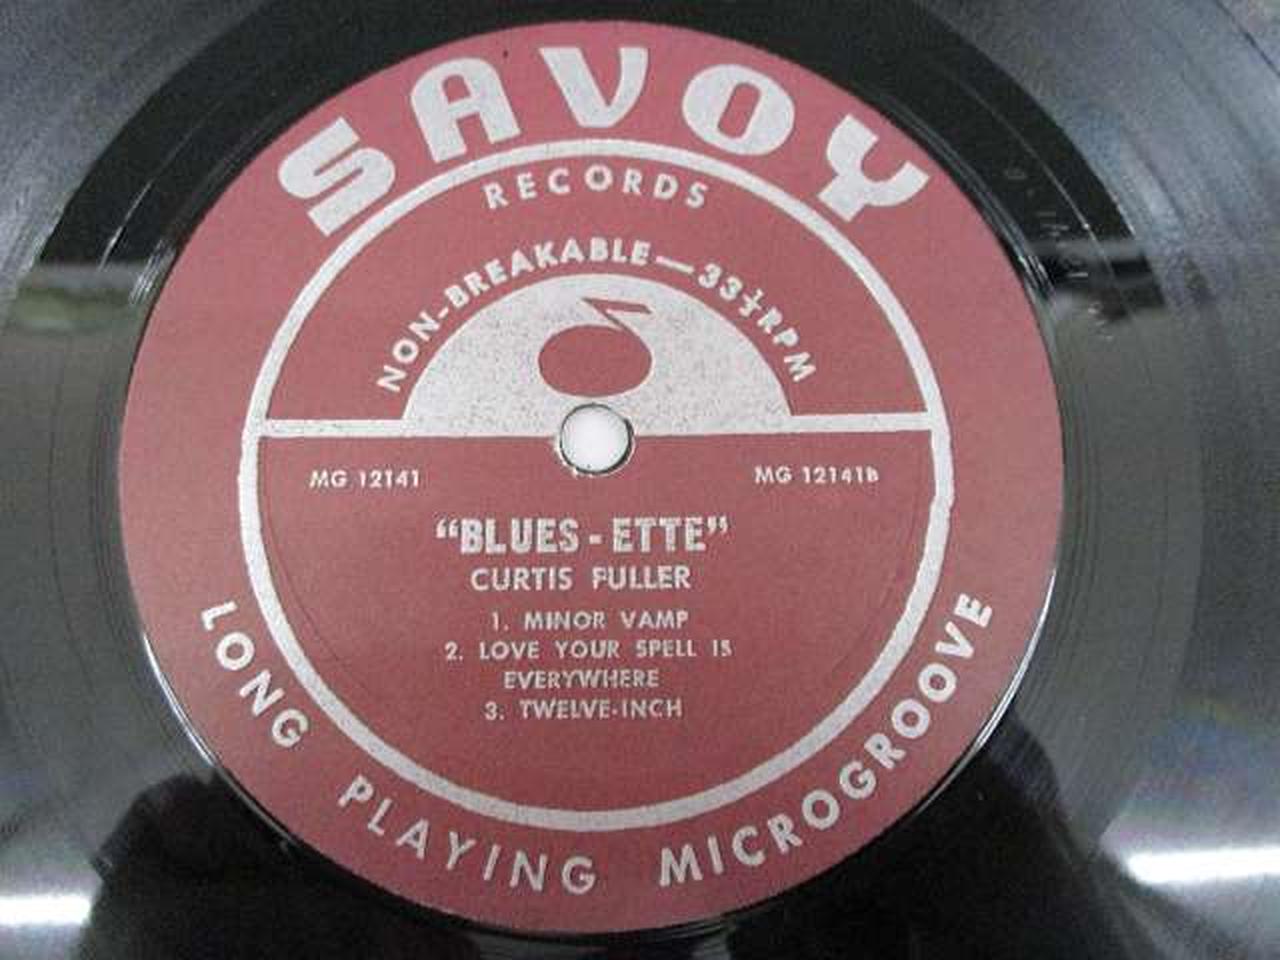 SAVOY
RECORDS
NON-BREAKABLE—33⅓RPM
MG 12141 MG 12141B
“BLUES-ETTE”
CURTIS FULLER
1. MINOR VAMP
2. LOVE YOUR SPELL IS
EVERYWHERE
3. TWELVE-INCH
LONG PLAYING MICROGROOVE